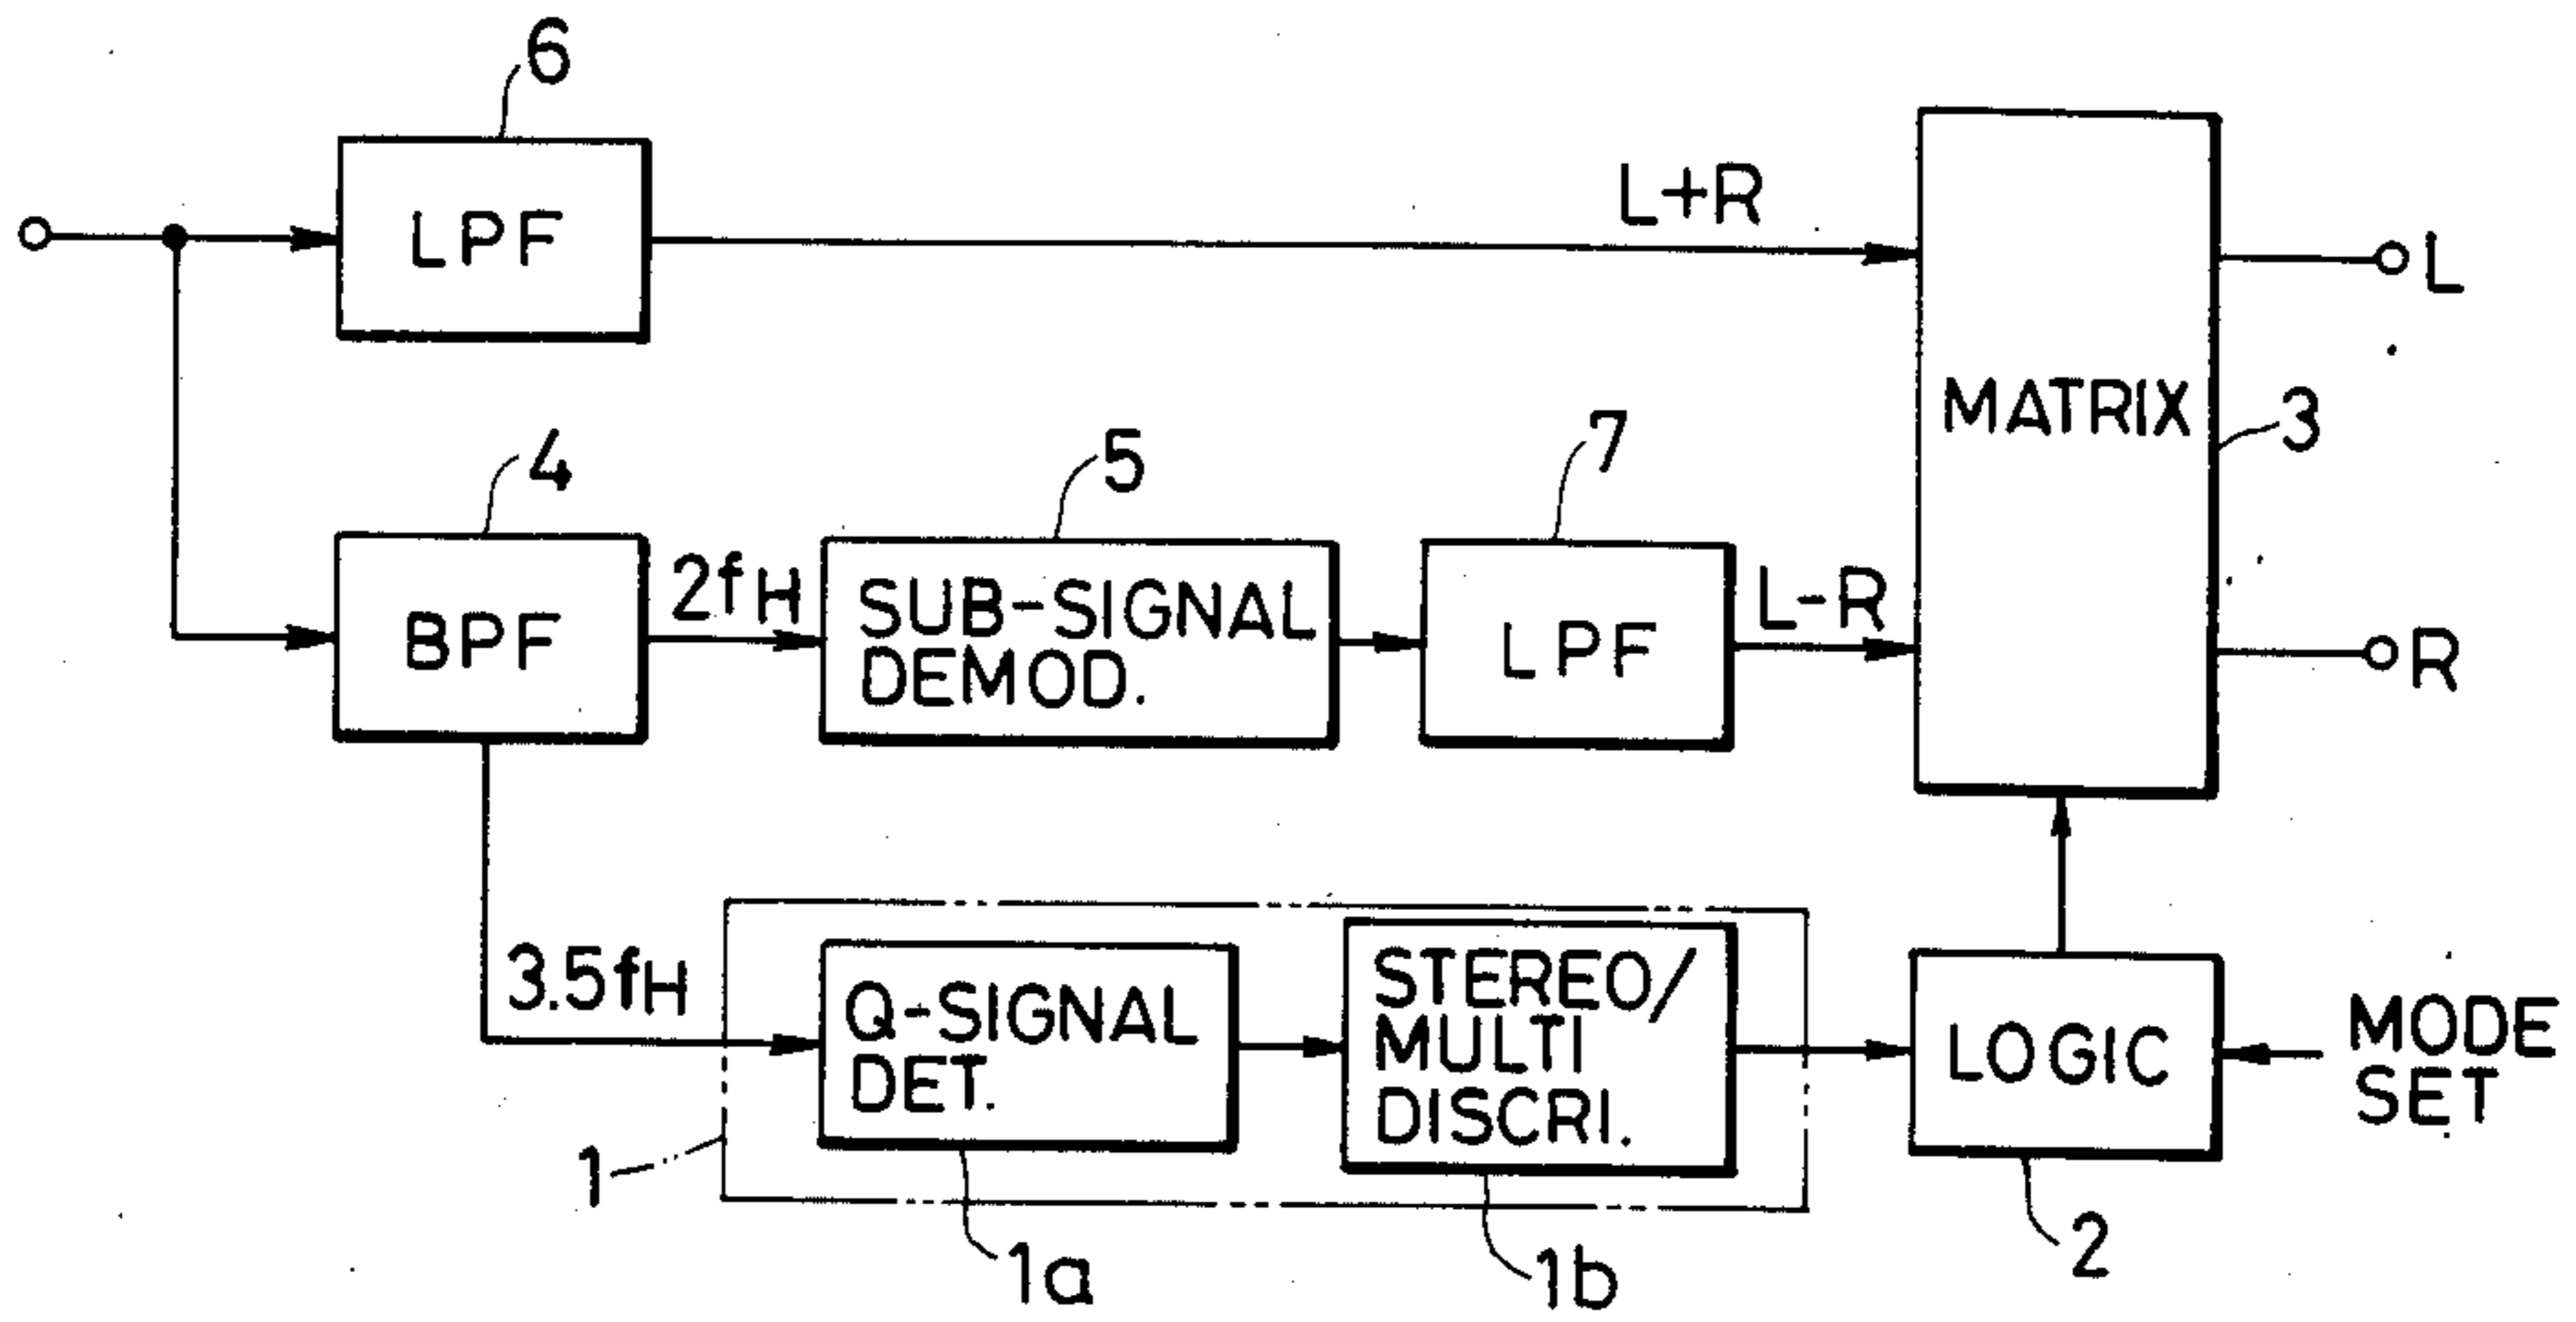 6
LPF
L+R
L
MATRIX
3
4
5
7
BPF
2fH
SUB-SIGNAL
DEMOD.
LPF
L-R
R
3.5fH
Q-SIGNAL
DET.
STEREO/
MULTI
DISCRI.
LOGIC
MODE
SET
1
1a
1b
2